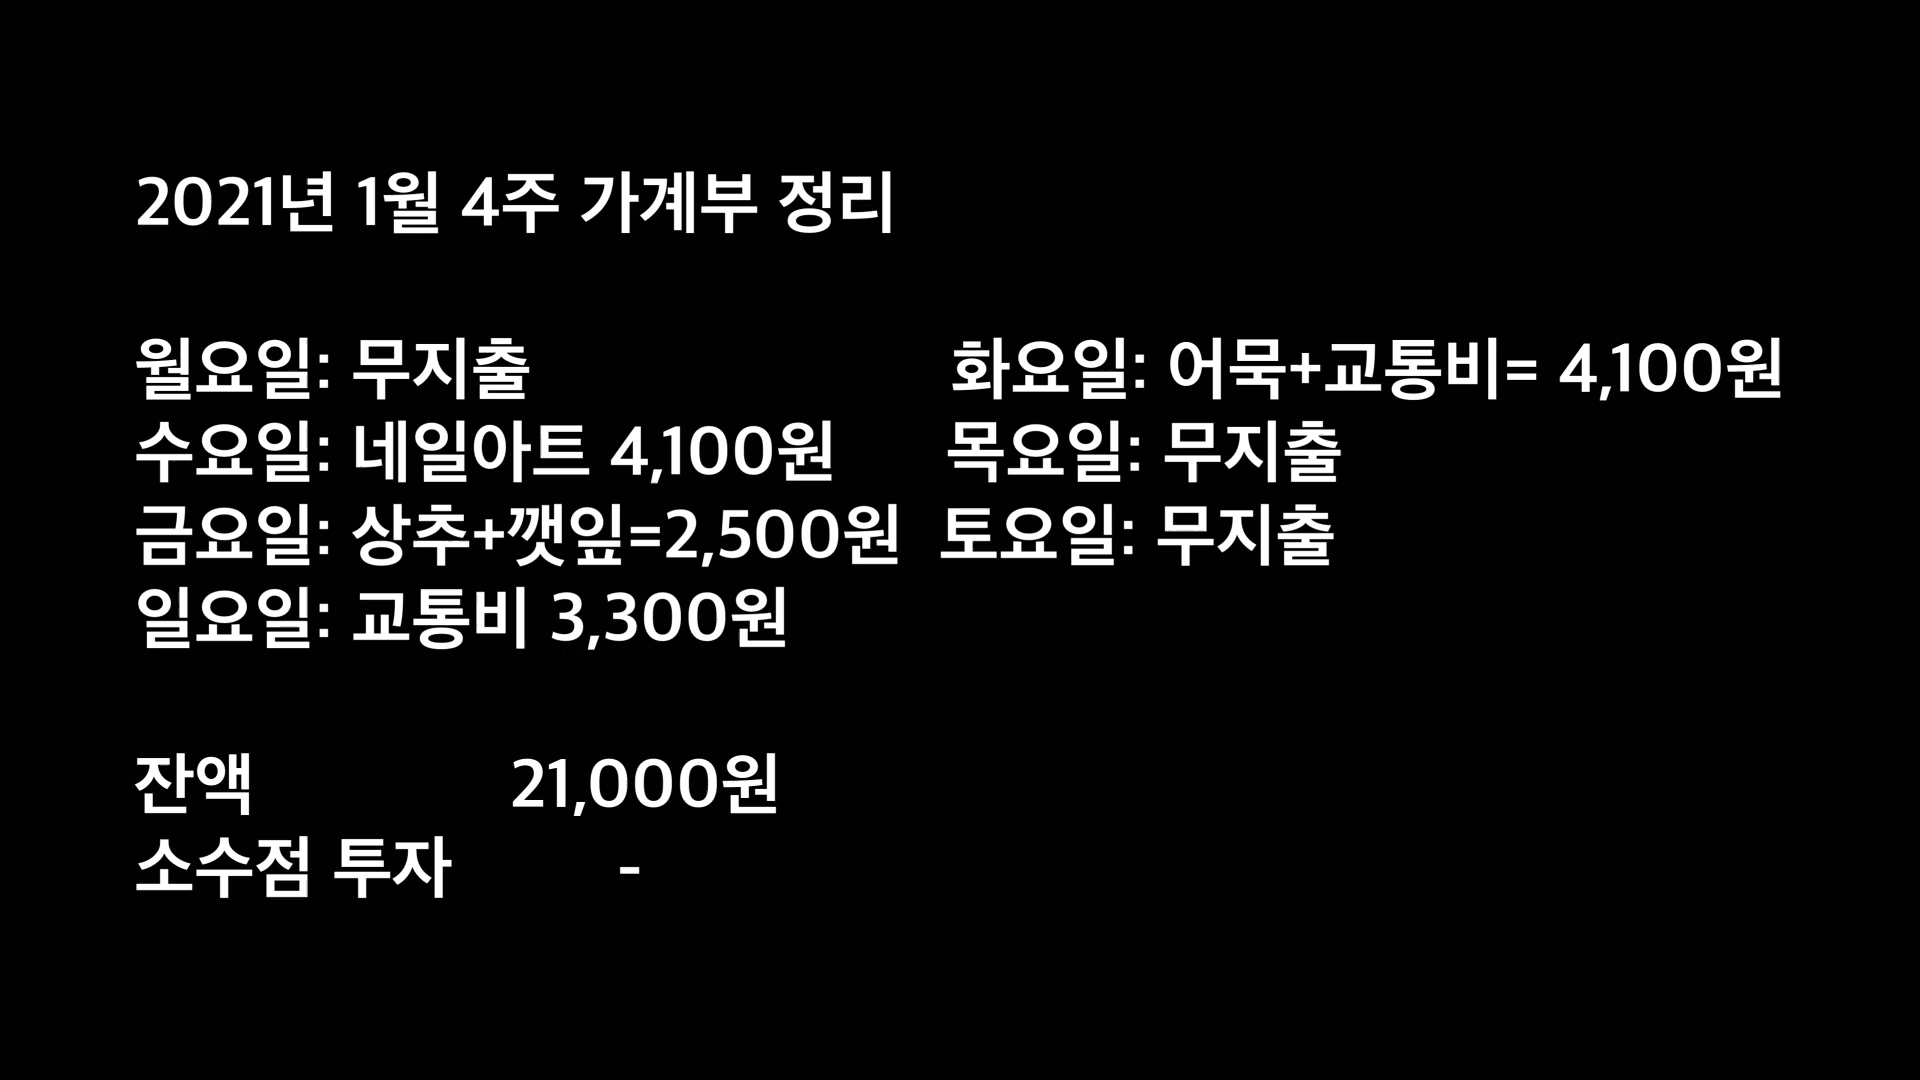 2021년 1월 4주 가계부 정리
월요일: 무지출 화요일: 어묵+교통비= 4,100원
수요일: 네일아트 4,100원 목요일: 무지출
금요일: 상추+깻잎=2,500원 토요일: 무지출
일요일: 교통비 3,300원
잔액 21,000원
소수점 투자 -